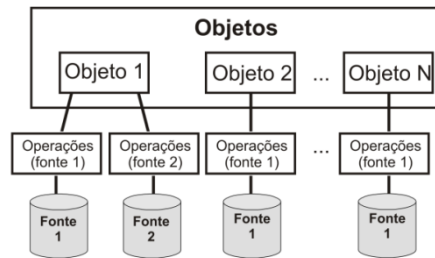 Objetos
Objeto 1
Objeto 2
...
Objeto N
Operações
(fonte 1)
Operações
(fonte 2)
Operações
(fonte 1)
...
Operações
(fonte 1)
Fonte
1
Fonte
2
Fonte
1
Fonte
1